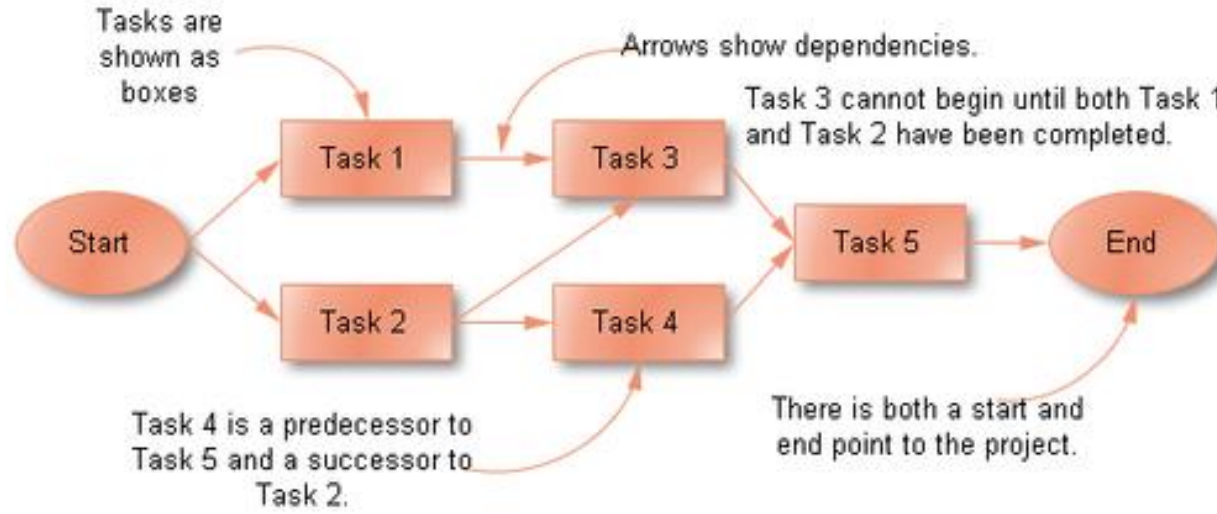 Tasks are
shown as
boxes
Arrows show dependencies.
Task 3 cannot begin until both Task 1
and Task 2 have been completed.
Task 1
Task 3
Start
Task 5
End
Task 2
Task 4
Task 4 is a predecessor to
Task 5 and a successor to
Task 2.
There is both a start and
end point to the project.